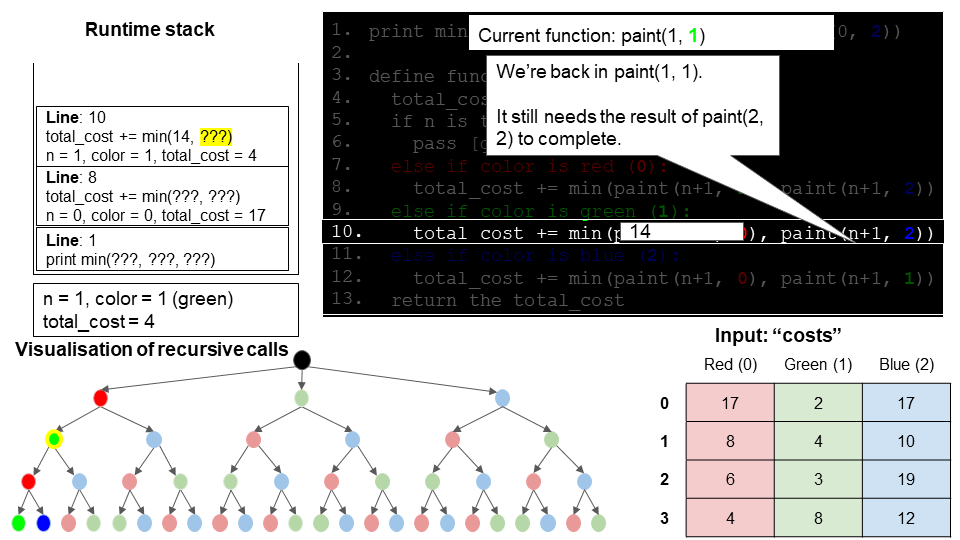 Runtime stack
Line: 10
total_cost += min(14, ???)
n = 1, color = 1, total_cost = 4
Line: 8
total_cost += min(???, ???)
n = 0, color = 0, total_cost = 17
Line: 1
print min(???, ???, ???)
n = 1, color = 1 (green)
total_cost = 4
1. print min 0, 2))
Current function: paint(1, 1)
2.
3. define func
4. total_cos
5. if n is t
6. pass [g
7. else if color is red (0):
8. total_cost += min(paint(n+1, paint(n+1, 2))
9. else if color is green (1):
10. total_cost += min(p 14 ), paint(n+1, 2))
11. else if color is blue (2):
12. total_cost += min(paint(n+1, 0), paint(n+1, 1))
13. return the total_cost
We're back in paint(1, 1).
It still needs the result of paint(2,
2) to complete.
Visualisation of recursive calls
Input: “costs”
Red (0) Green (1) Blue (2)
0 17 2 17
1 8 4 10
2 6 3 19
3 4 8 12